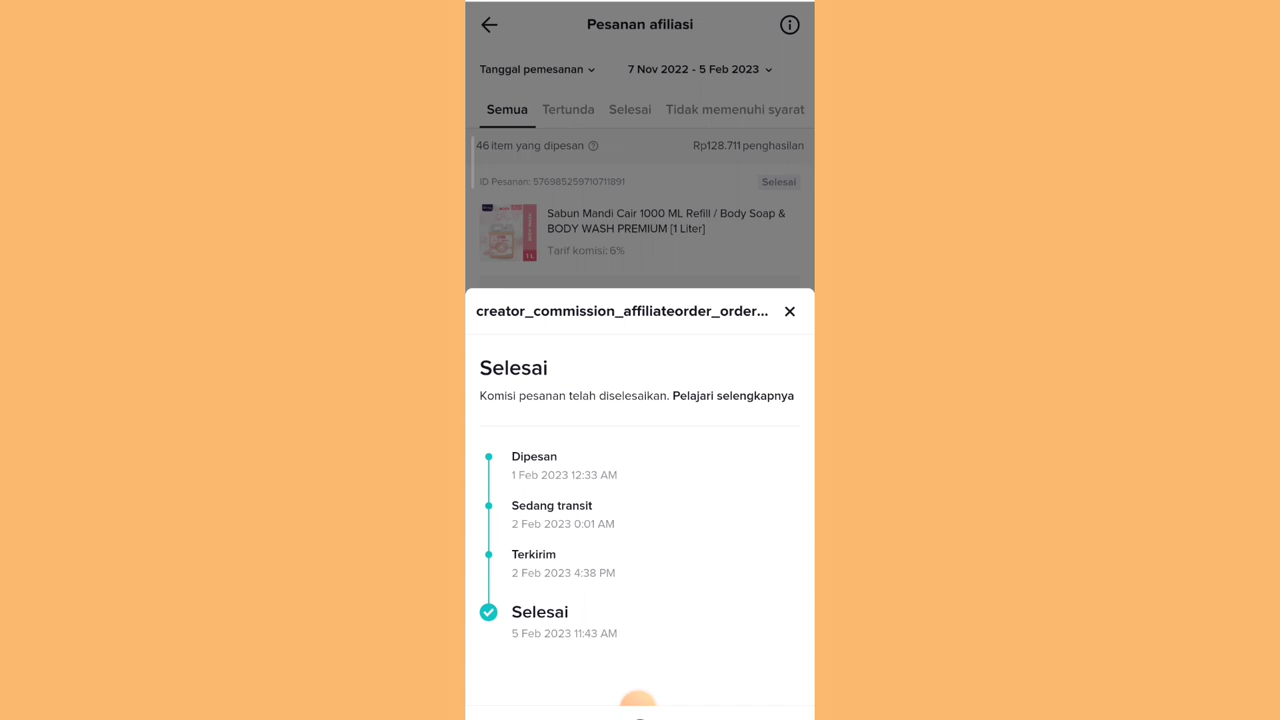 Pesanan afiliasi
Tanggal pemesanan
7 Nov 2022 - 5 Feb 2023
Semua
Tertunda
Selesai
Tidak memenuhi syarat
46 item yang dipesan
Rp128.711 penghasilan
ID Pesanan: 576985259710711891
Selesai
Sabun Mandi Cair 1000 ML Refill / Body Soap &
BODY WASH PREMIUM [1 Liter]
Tarif komisi: 6%
creator_commission_affiliateorder_order...
Selesai
Komisi pesanan telah diselesaikan. Pelajari selengkapnya
Dipesan
1 Feb 2023 12:33 AM
Sedang transit
2 Feb 2023 0:01 AM
Terkirim
2 Feb 2023 4:38 PM
Selesai
5 Feb 2023 11:43 AM